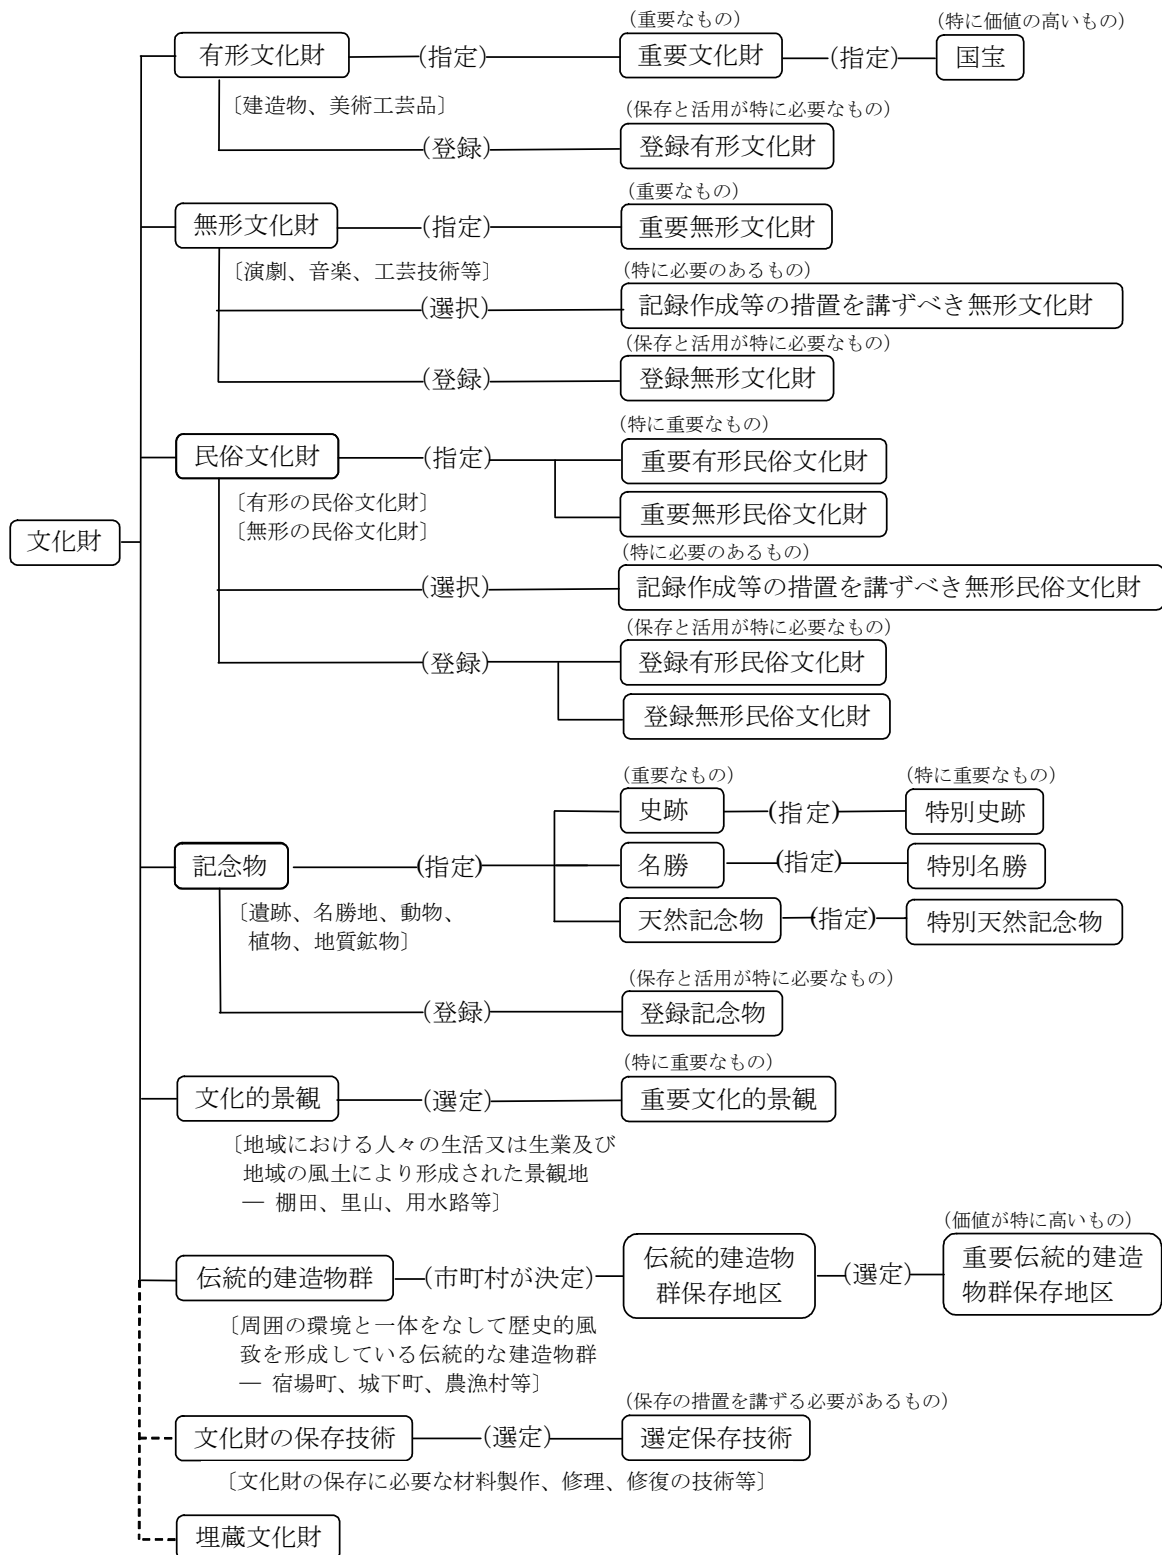 (重要なもの)
(特に価値の高いもの)
有形文化財
(指定)
重要文化財
(指定)
国宝
〔建造物、美術工芸品〕
(保存と活用が特に必要なもの)
(登録)
登録有形文化財
(重要なもの)
無形文化財
(指定)
重要無形文化財
〔演劇、音楽、工芸技術等〕
(特に必要のあるもの)
(選択)
記録作成等の措置を講ずべき無形文化財
(保存と活用が特に必要なもの)
(登録)
登録無形文化財
(特に重要なもの)
民俗文化財
(指定)
重要有形民俗文化財
〔有形の民俗文化財〕
〔無形の民俗文化財〕
重要無形民俗文化財
文化財
(特に必要のあるもの)
(選択)
記録作成等の措置を講ずべき無形民俗文化財
(保存と活用が特に必要なもの)
(登録)
登録有形民俗文化財
登録無形民俗文化財
(重要なもの)
(特に重要なもの)
史跡
(指定)
特別史跡
記念物
(指定)
名勝
(指定)
特別名勝
〔遺跡、名勝地、動物、
植物、地質鉱物〕
天然記念物
(指定)
特別天然記念物
(保存と活用が特に必要なもの)
(登録)
登録記念物
(特に重要なもの)
文化的景観
(選定)
重要文化的景観
〔地域における人々の生活又は生業及び
地域の風土により形成された景観地
― 棚田、里山、用水路等〕
(価値が特に高いもの)
伝統的建造物群
(市町村が決定)
伝統的建造物
群保存地区
(選定)
重要伝統的建造
物群保存地区
〔周囲の環境と一体をなして歴史的風
致を形成している伝統的な建造物群
― 宿場町、城下町、農漁村等〕
(保存の措置を講ずる必要があるもの)
文化財の保存技術
(選定)
選定保存技術
〔文化財の保存に必要な材料製作、修理、修復の技術等〕
埋蔵文化財